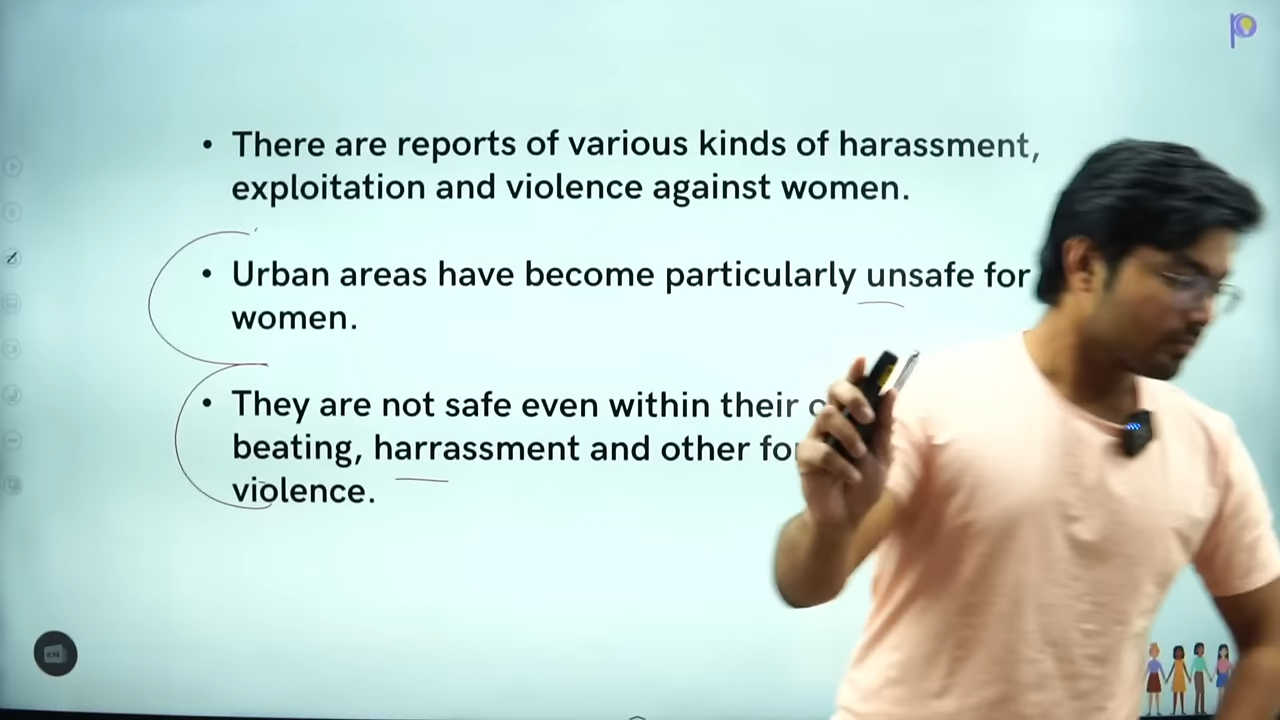 • There are reports of various kinds of harassment,
exploitation and violence against women.
• Urban areas have become particularly unsafe for
women.
• They are not safe even within their
beating, harrassment and other
violence.